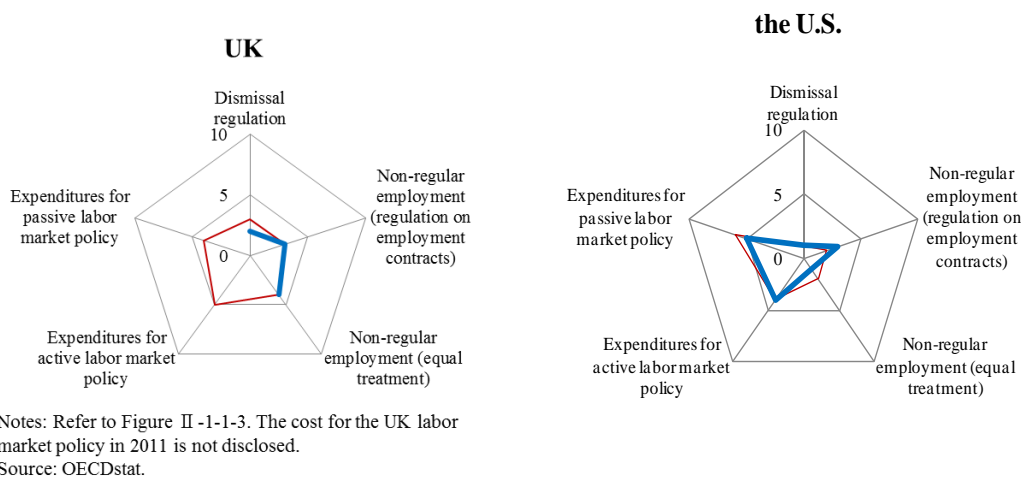 UK
Dismissal
regulation
10
5
0
Non-regular
employment
(regulation on
employment
contracts)
Non-regular
employment (equal
treatment)
Expenditures for
active labor market
policy
Expenditures for
passive labor
market policy
the U.S.
Dismissal
regulation
10
5
0
Non-regular
employment
(regulation on
employment
contracts)
Non-regular
employment (equal
treatment)
Expenditures for
active labor market
policy
Expenditures for
passive labor
market policy
Notes: Refer to Figure Ⅱ-1-1-3. The cost for the UK labor
market policy in 2011 is not disclosed.
Source: OECDstat.